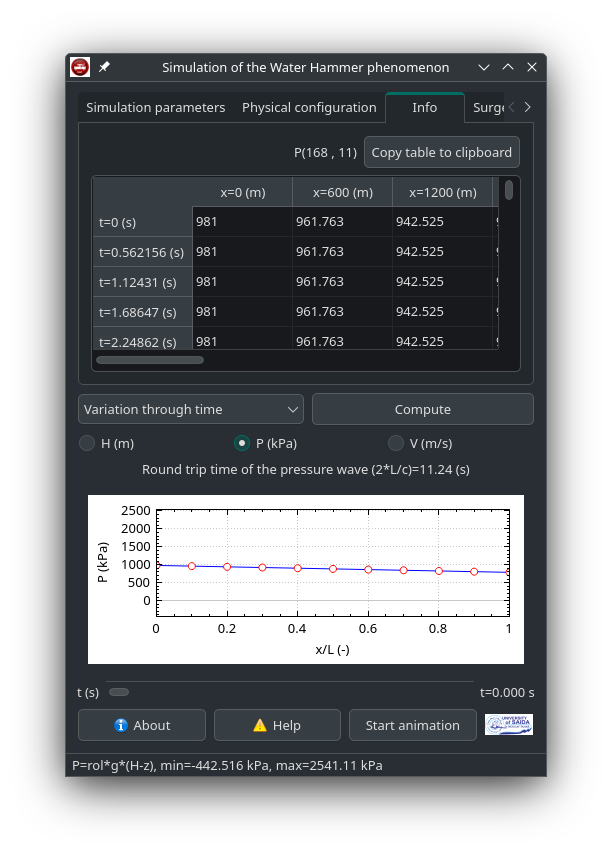 Simulation of the Water Hammer phenomenon
Simulation parameters Physical configuration Info Surge
P(168 , 11) Copy table to clipboard
x=0 (m) x=600 (m) x=1200 (m)
t=0 (s) 981 961.763 942.525
t=0.562156 (s) 981 961.763 942.525
t=1.12431 (s) 981 961.763 942.525
t=1.68647 (s) 981 961.763 942.525
t=2.24862 (s) 981 961.763 942.525
Variation through time Compute
H (m) P (kPa) V (m/s)
Round trip time of the pressure wave (2*L/c)=11.24 (s)
2500
2000
1500
1000
500
0
P (kPa)
0 0.2 0.4 0.6 0.8 1
x/L (-)
t (s) t=0.000 s
About Help Start animation
UNIVERSITY
of SAIDA
P=rol*g*(H-z), min=-442.516 kPa, max=2541.11 kPa